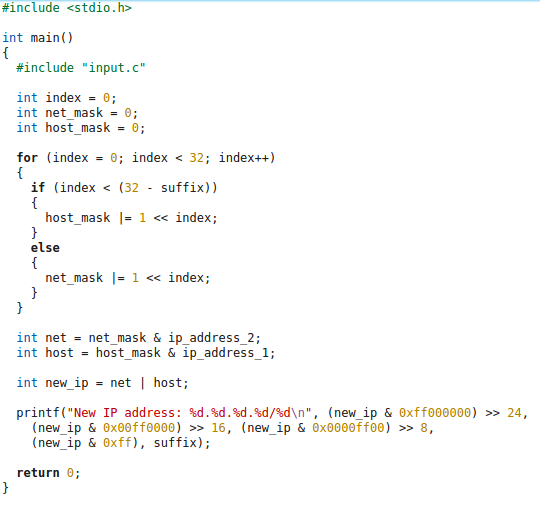 #include <stdio.h>

int main()
{
  #include "input.c"

  int index = 0;
  int net_mask = 0;
  int host_mask = 0;

  for (index = 0; index < 32; index++)
  {
    if (index < (32 - suffix))
    {
      host_mask |= 1 << index;
    }
    else
    {
      net_mask |= 1 << index;
    }
  }

  int net = net_mask & ip_address_2;
  int host = host_mask & ip_address_1;

  int new_ip = net | host;

  printf("New IP address: %d.%d.%d.%d/%d\n", (new_ip & 0xff000000) >> 24,
    (new_ip & 0x00ff0000) >> 16, (new_ip & 0x0000ff00) >> 8,
    (new_ip & 0xff), suffix);

  return 0;
}